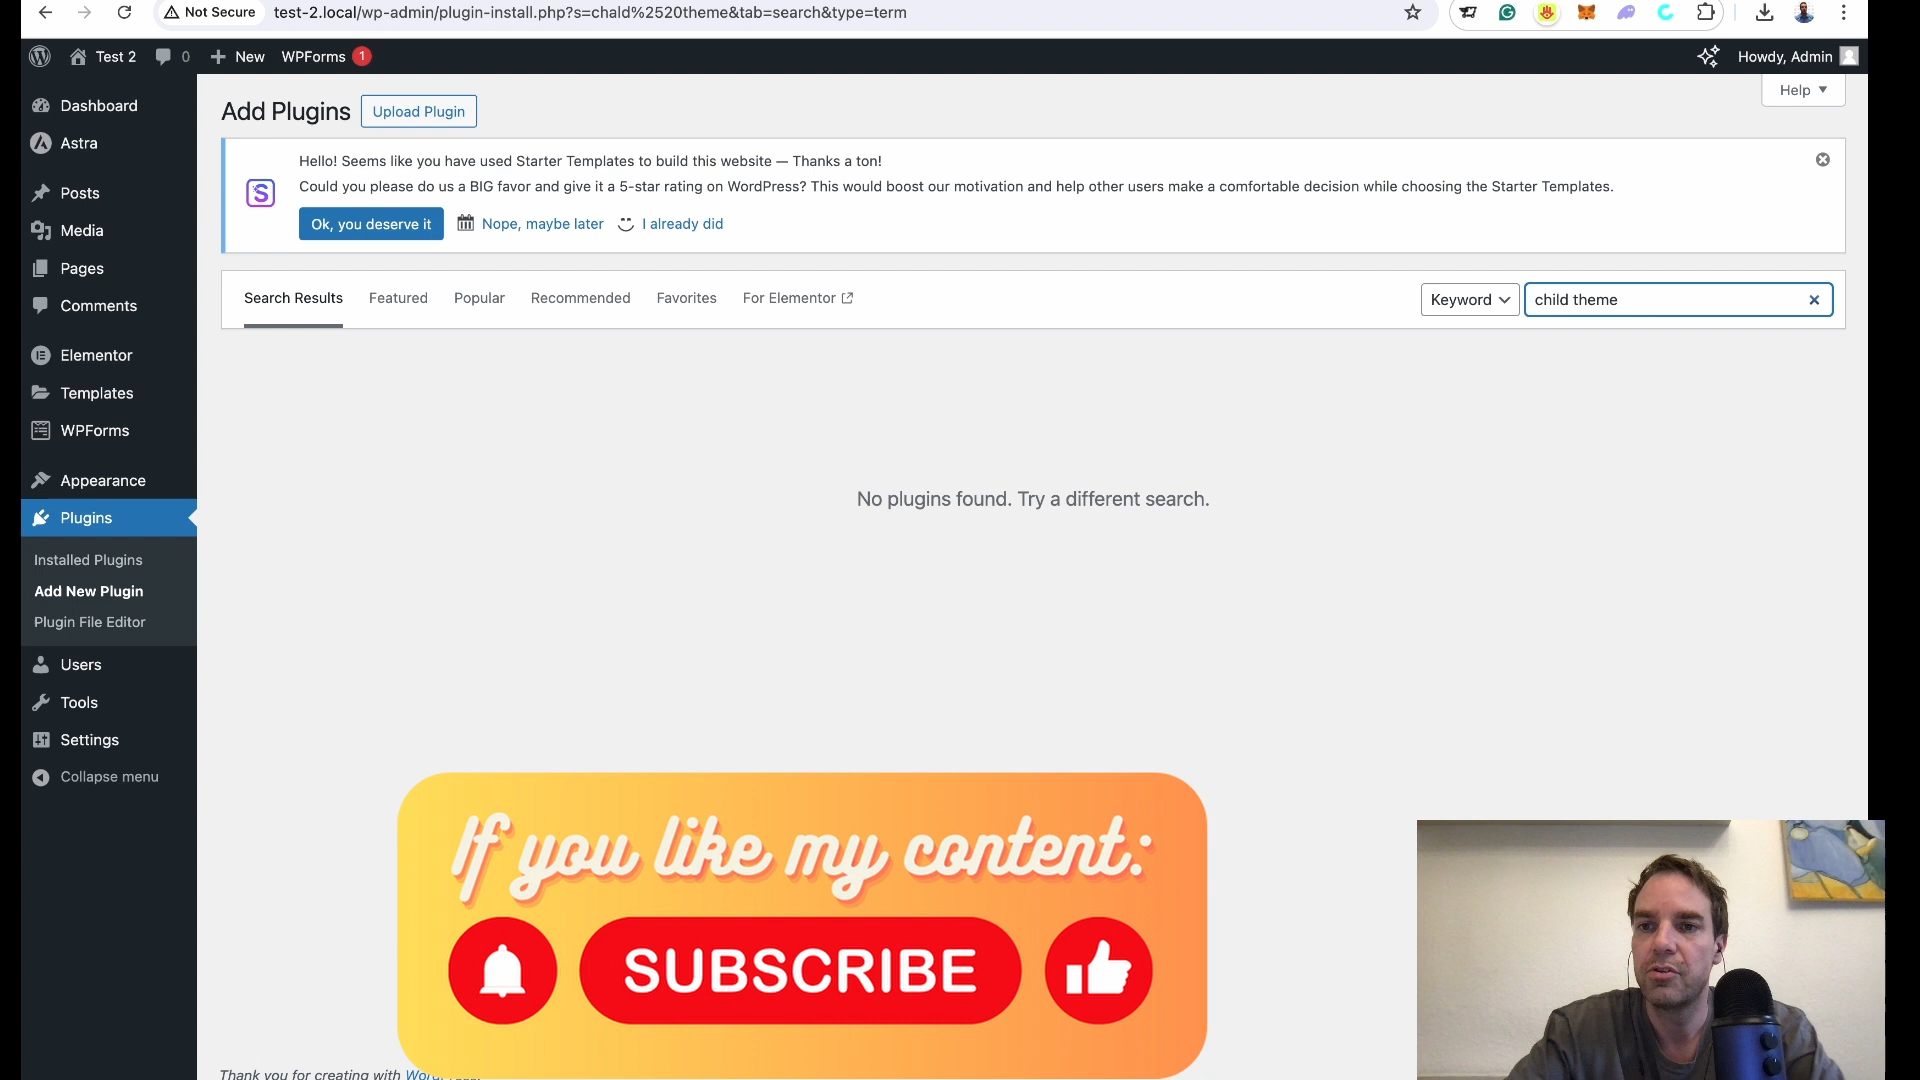 Not Secure
test-2.local/wp-admin/plugin-install.php?s=chald%2520theme&tab=search&type=term
Test 2
0
New
WPForms
1
Howdy, Admin
Dashboard
Astra
Posts
Media
Pages
Comments
Elementor
Templates
WPForms
Appearance
Plugins
Installed Plugins
Add New Plugin
Plugin File Editor
Users
Tools
Settings
Collapse menu
Help
Add Plugins
Upload Plugin
Hello! Seems like you have used Starter Templates to build this website — Thanks a ton!
Could you please do us a BIG favor and give it a 5-star rating on WordPress? This would boost our motivation and help other users make a comfortable decision while choosing the Starter Templates.
Ok, you deserve it
Nope, maybe later
I already did
Search Results
Featured
Popular
Recommended
Favorites
For Elementor
Keyword
child theme
No plugins found. Try a different search.
If you like my content:
SUBSCRIBE
Thank you for creating with